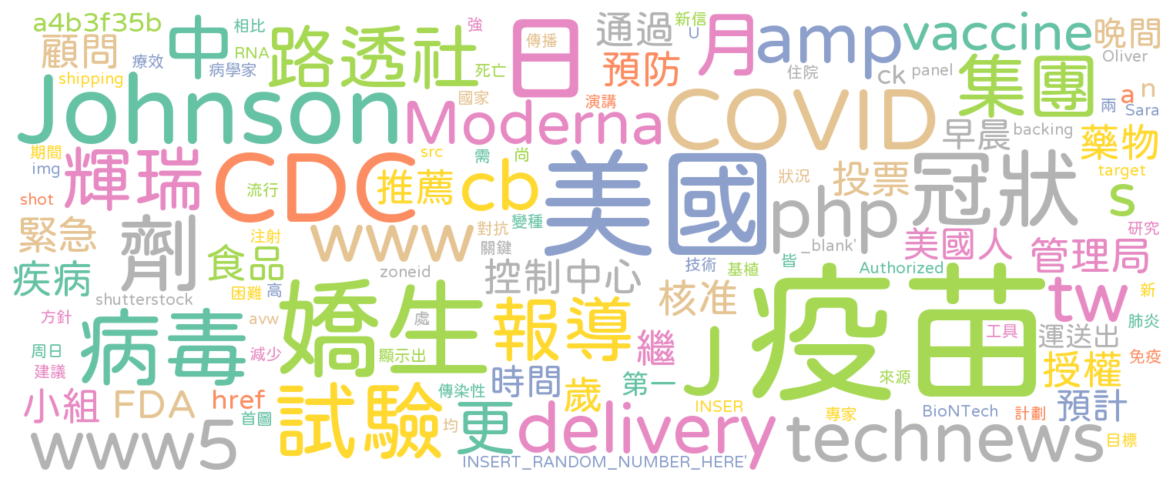 a4b3f35b 中 相比 強 通過 新信 月 amp vaccine 晚間
顧問 RNA 路透社 傳播 日 U Oliver
shipping 療效 病學家 死亡 預防 住院 ck panel 集團 a n
Johnson 國家 演講 COVID 兩 Sara
Moderna 早晨 backing
期間 輝瑞 CDC src 需 尚 美國 冠狀 藥物
img 流行 推薦 cb 狀況 投票 target
shot 變種 php s
緊急 劑 注射 www 對抗 關鍵 _blank' 美國人 研究
疾病 食品 zoneid 控制中心 技術 基植 皆 Authorized 管理局
shutterstock 困難 高 核准 tw 新
方針 病毒 avw 嬌生 處 報導 J 疫苗 工具 肺炎
周日 減少 顯示出 繼 運送出 免疫
建議 時間 第一 來源 授權
小組 FDA href 試驗 傳染性 歲 INSER BioNTech 預計
首圖 均 更 delivery 專家 計劃
www5 technews 目標
INSERT_RANDOM_NUMBER_HERE'